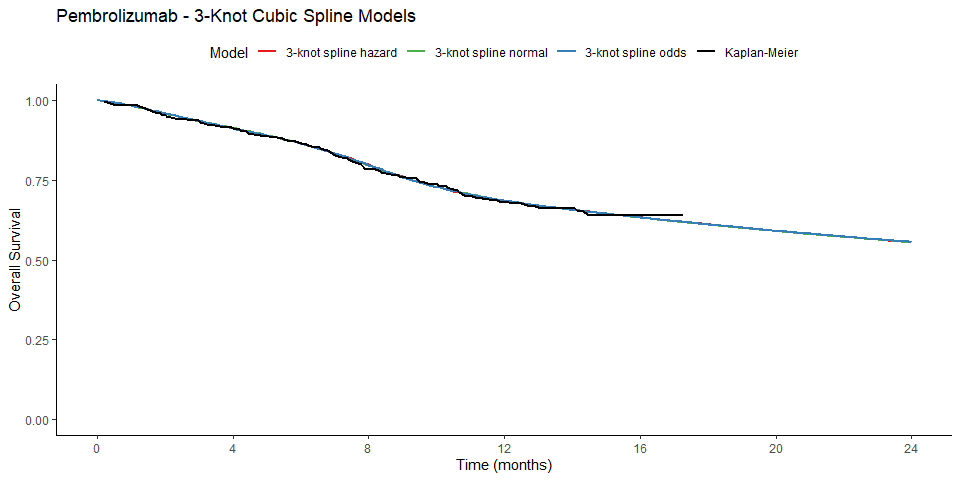 Pembrolizumab - 3-Knot Cubic Spline Models
Model 3-knot spline hazard 3-knot spline normal 3-knot spline odds Kaplan-Meier
Overall Survival
1.00
0.75
0.50
0.25
0.00
0 4 8 12 16 20 24
Time (months)